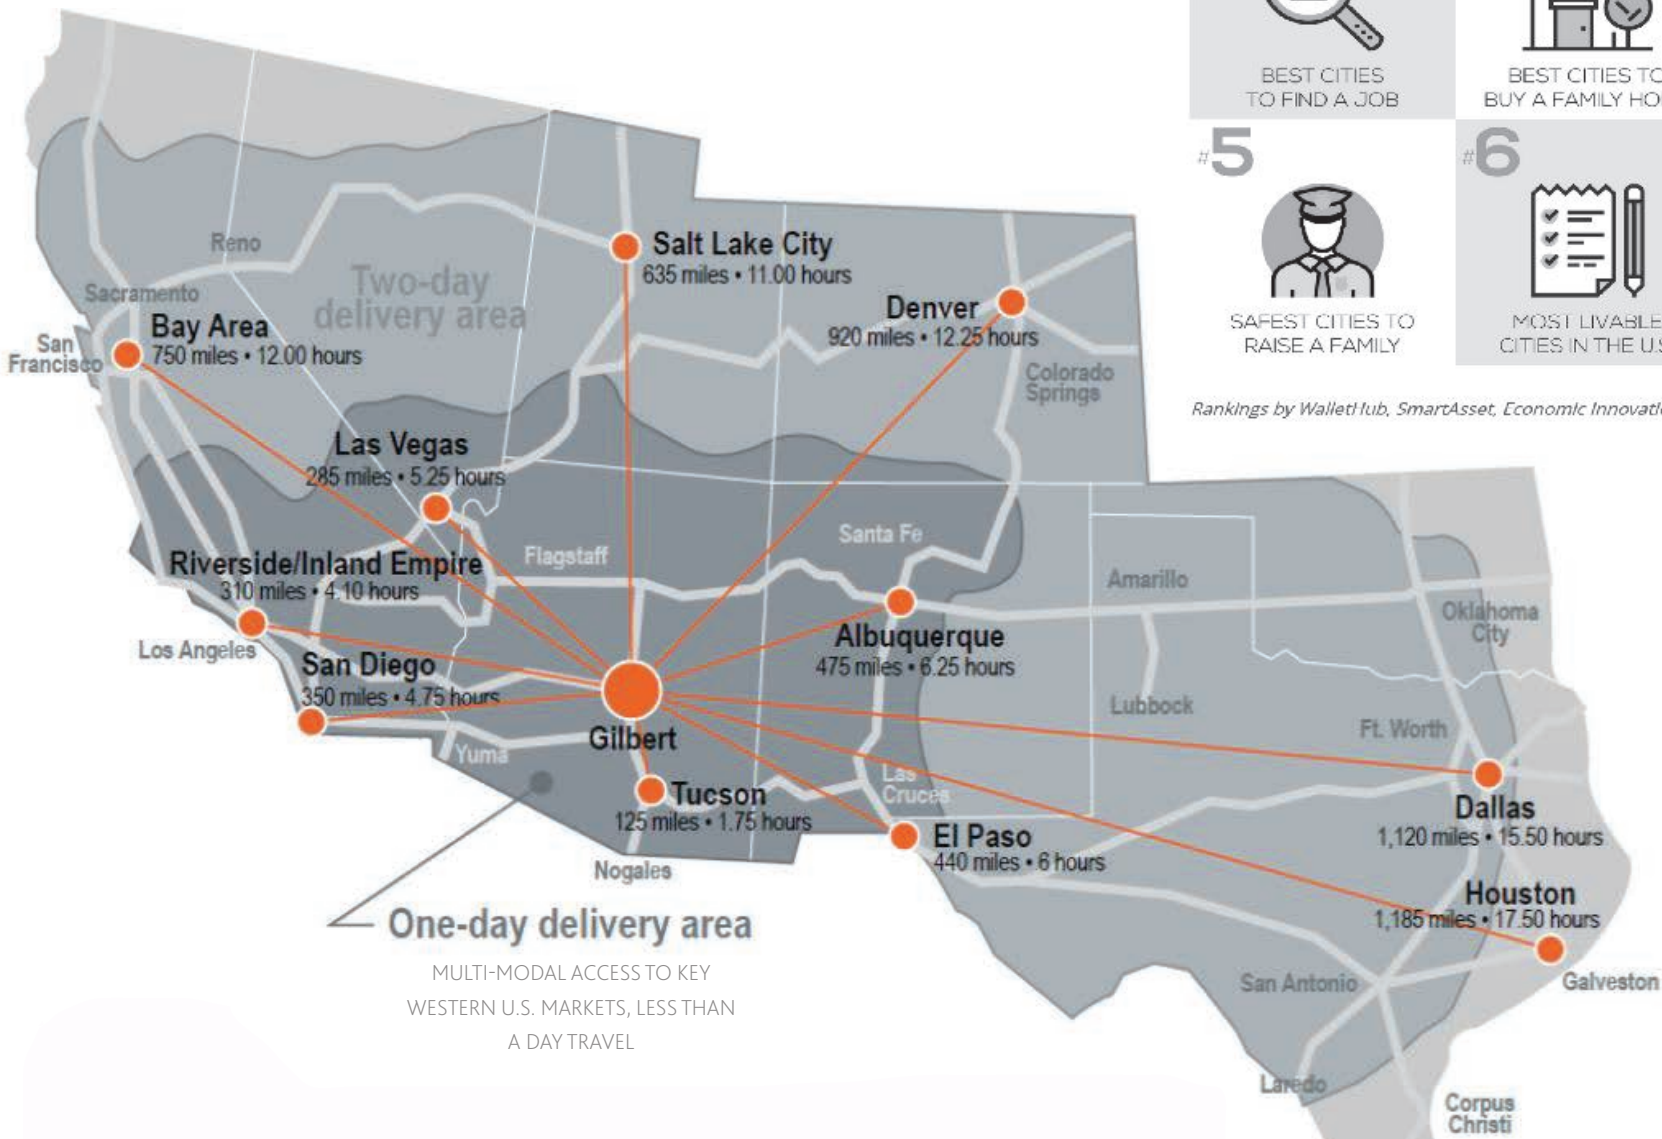 BEST CITIES
TO FIND A JOB
BEST CITIES TO
BUY A FAMILY
#5
SAFEST CITIES TO
RAISE A FAMILY
#6
MOST LIVABLE
CITIES IN THE U.S
Rankings by WalletHub, SmartAsset, Economic
Reno
Two-day
delivery area
Salt Lake City
635 miles • 11.00 hours
Sacramento
Bay Area
750 miles • 12.00 hours
San
Francisco
Denver
920 miles • 12.25 hours
Colorado
Springs
Las Vegas
285 miles • 5.25 hours
Santa Fe
Flagstaff
Riverside/Inland Empire
310 miles • 4.10 hours
Los Angeles
Amarillo
Oklahoma
City
Albuquerque
475 miles • 6.25 hours
San Diego
350 miles • 4.75 hours
Lubbock
Ft. Worth
Gilbert
Yuma
Las
Cruces
Tucson
125 miles • 1.75 hours
Dallas
1,120 miles • 15.50 hours
El Paso
440 miles • 6 hours
Nogales
Houston
1,185 miles • 17.50 hours
One-day delivery area
MULTI-MODAL ACCESS TO KEY
WESTERN U.S. MARKETS, LESS THAN
A DAY TRAVEL
San Antonio
Galveston
Laredo
Corpus
Christi